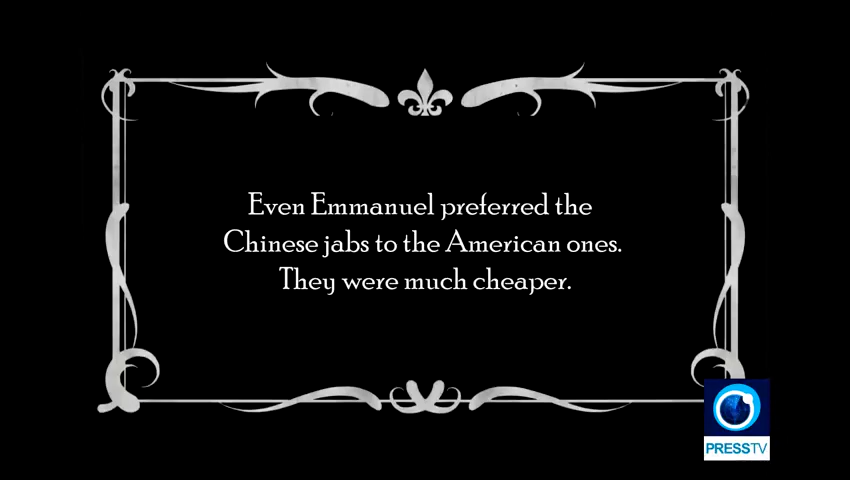 Even Emmanuel preferred the
Chinese jabs to the American ones.
They were much cheaper.
PRESSTV